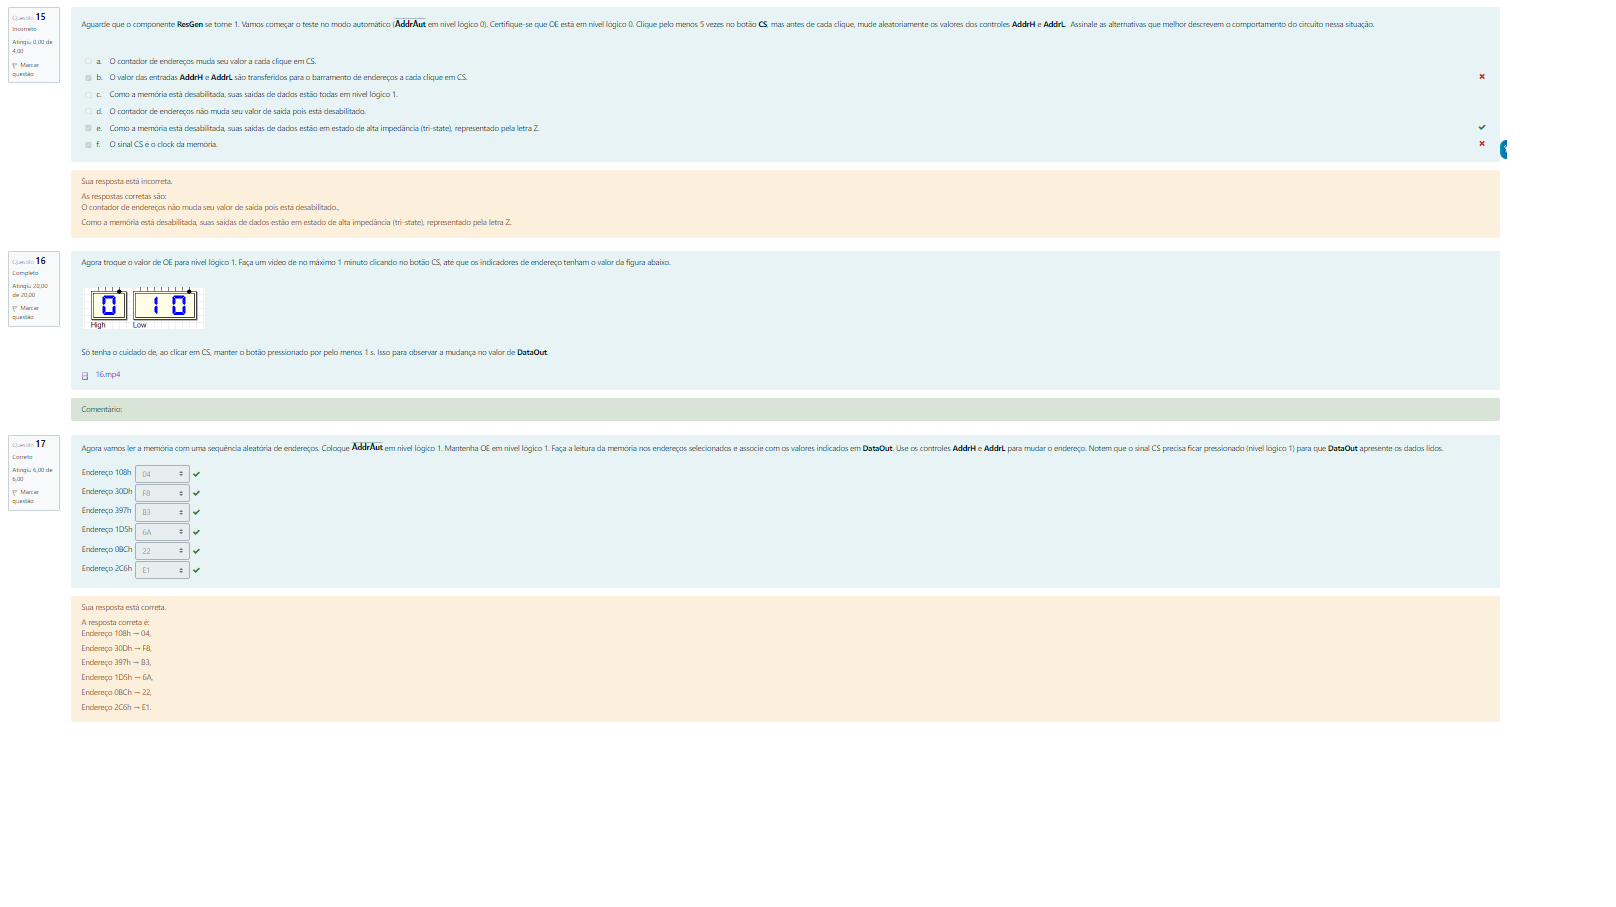 Questão 15
Incorreto
Atingiu 0,00 de
4,00
Marcar
questão
Aguarde que o componente ResGen se torne 1. Vamos começar o teste no modo automático (AddrAut em nível lógico 0). Certifique-se que OE está em nível lógico 0. Clique pelo menos 5 vezes no botão CS, mas antes de cada clique, mude aleatoriamente os valores dos controles AddrH e AddrL. Assinale as alternativas que melhor descrevem o comportamento do circuito nessa situação.
a. O contador de endereços muda seu valor a cada clique em CS.
b. O valor das entradas AddrH e AddrL são transferidos para o barramento de endereços a cada clique em CS.
c. Como a memória está desabilitada, suas saídas de dados estão todas em nível lógico 1.
d. O contador de endereços não muda seu valor de saída pois está desabilitado.
e. Como a memória está desabilitada, suas saídas de dados estão em estado de alta impedância (tri-state), representado pela letra Z.
f. O sinal CS é o clock da memória.
Sua resposta está incorreta.
As respostas corretas são:
O contador de endereços não muda seu valor de saída pois está desabilitado.,
Como a memória está desabilitada, suas saídas de dados estão em estado de alta impedância (tri-state), representado pela letra Z.
Questão 16
Completo
Atingiu 20,00
de 20,00
Marcar
questão
Agora troque o valor de OE para nível lógico 1. Faça um vídeo de no máximo 1 minuto clicando no botão CS, até que os indicadores de endereço tenham o valor da figura abaixo.
0 10
High Low
Só tenha o cuidado de, ao clicar em CS, manter o botão pressionado por pelo menos 1 s. Isso para observar a mudança no valor de DataOut.
16.mp4
Comentário:
Questão 17
Correto
Atingiu 6,00 de
6,00
Marcar
questão
Agora vamos ler a memória com uma sequência aleatória de endereços. Coloque AddrAut em nível lógico 1. Mantenha OE em nível lógico 1. Faça a leitura da memória nos endereços selecionados e associe com os valores indicados em DataOut. Use os controles AddrH e AddrL para mudar o endereço. Notem que o sinal CS precisa ficar pressionado (nível lógico 1) para que DataOut apresente os dados lidos.
Endereço 108h 04
Endereço 30Dh F8
Endereço 397h B3
Endereço 1D5h 6A
Endereço 0BCh 22
Endereço 2C6h E1
Sua resposta está correta.
A resposta correta é:
Endereço 108h → 04,
Endereço 30Dh → F8,
Endereço 397h → B3,
Endereço 1D5h → 6A,
Endereço 0BCh → 22,
Endereço 2C6h → E1.